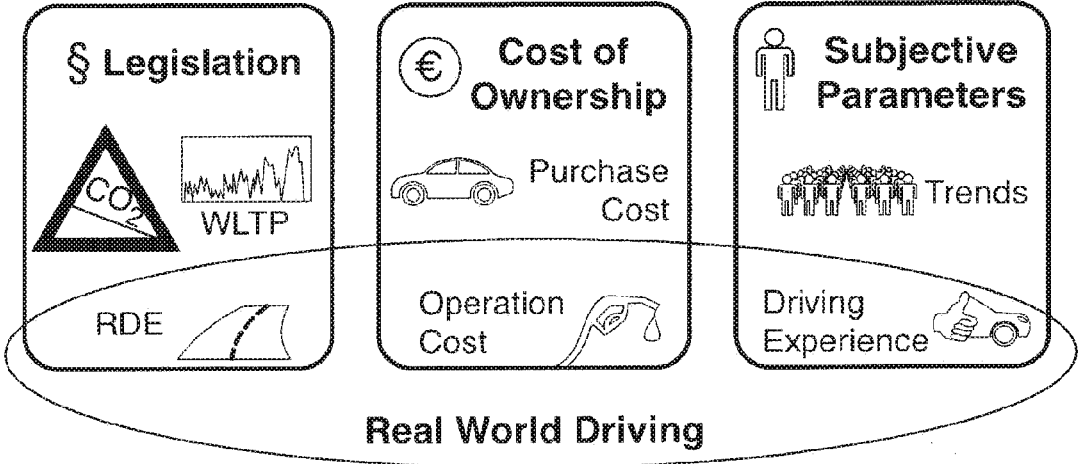 § Legislation
CO2
WLTP
RDE
€
Cost of
Ownership
Purchase
Cost
Operation
Cost
Subjective
Parameters
Trends
Driving
Experience
Real World Driving